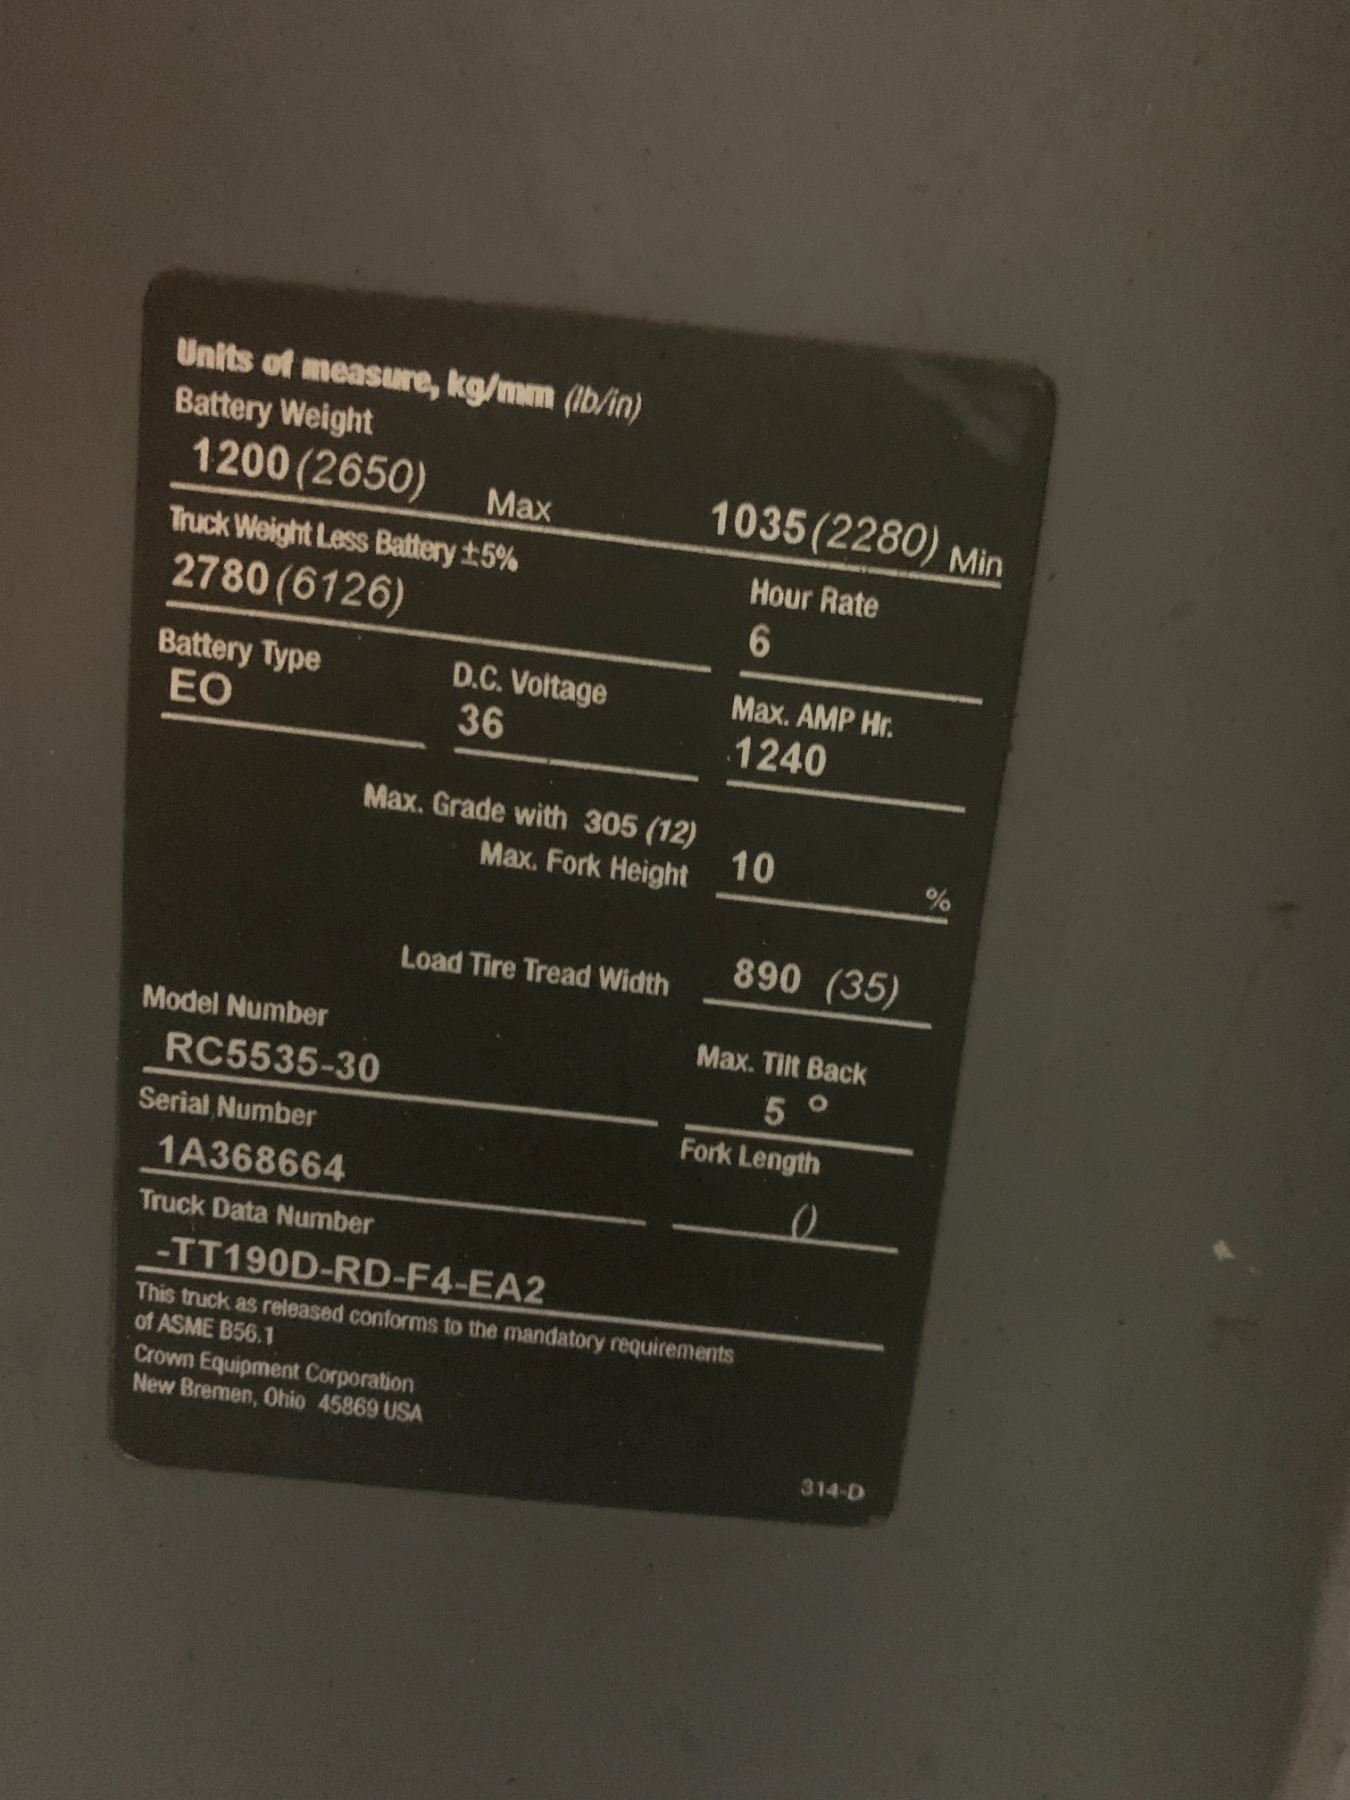 Units of measure, kg/mm (lb/in)
Battery Weight
1200 (2650) Max 1035 (2280) Min
Truck Weight Less Battery ±5%
2780 (6126)
Hour Rate
6
Battery Type
EO
D.C. Voltage
36
Max. AMP Hr.
1240
Max. Grade with 305 (12)
Max. Fork Height 10 %
Load Tire Tread Width 890 (35)
Model Number
RC5535-30
Max. Tilt Back
5 °
Serial Number
1A368664
Fork Length
()
Truck Data Number
-TT190D-RD-F4-EA2
This truck as released conforms to the mandatory requirements
of ASME B56.1
Crown Equipment Corporation
New Bremen, Ohio 45869 USA
314-D